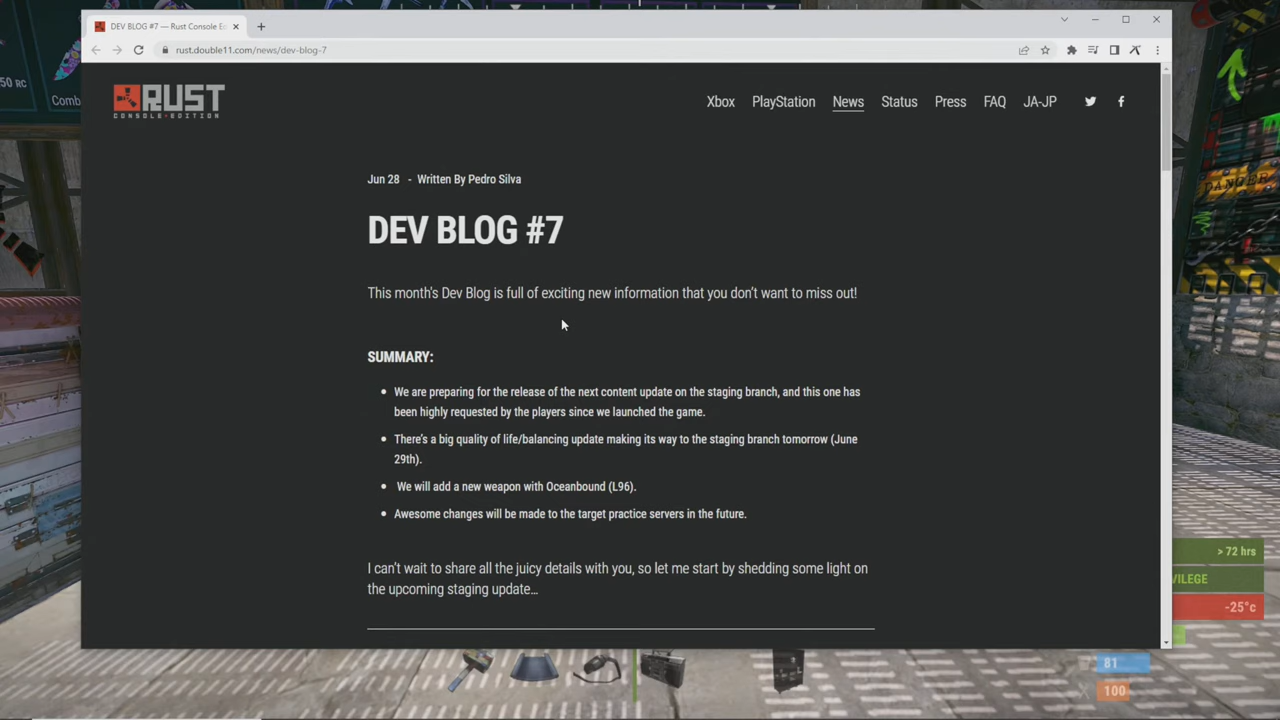 DEV BLOG #7 — Rust Console Ed
rust.double11.com/news/dev-blog-7
50 RC
Comb
RUST
CONSOLE EDITION
Xbox PlayStation News Status Press FAQ JA-JP
DANGER
Jun 28 - Written By Pedro Silva
DEV BLOG #7
This month's Dev Blog is full of exciting new information that you don't want to miss out!
SUMMARY:
We are preparing for the release of the next content update on the staging branch, and this one has
been highly requested by the players since we launched the game.
There's a big quality of life/balancing update making its way to the staging branch tomorrow (June
29th).
We will add a new weapon with Oceanbound (L96).
Awesome changes will be made to the target practice servers in the future.
I can't wait to share all the juicy details with you, so let me start by shedding some light on
the upcoming staging update…
> 72 hrs
VILEGE
-25°c
81
100